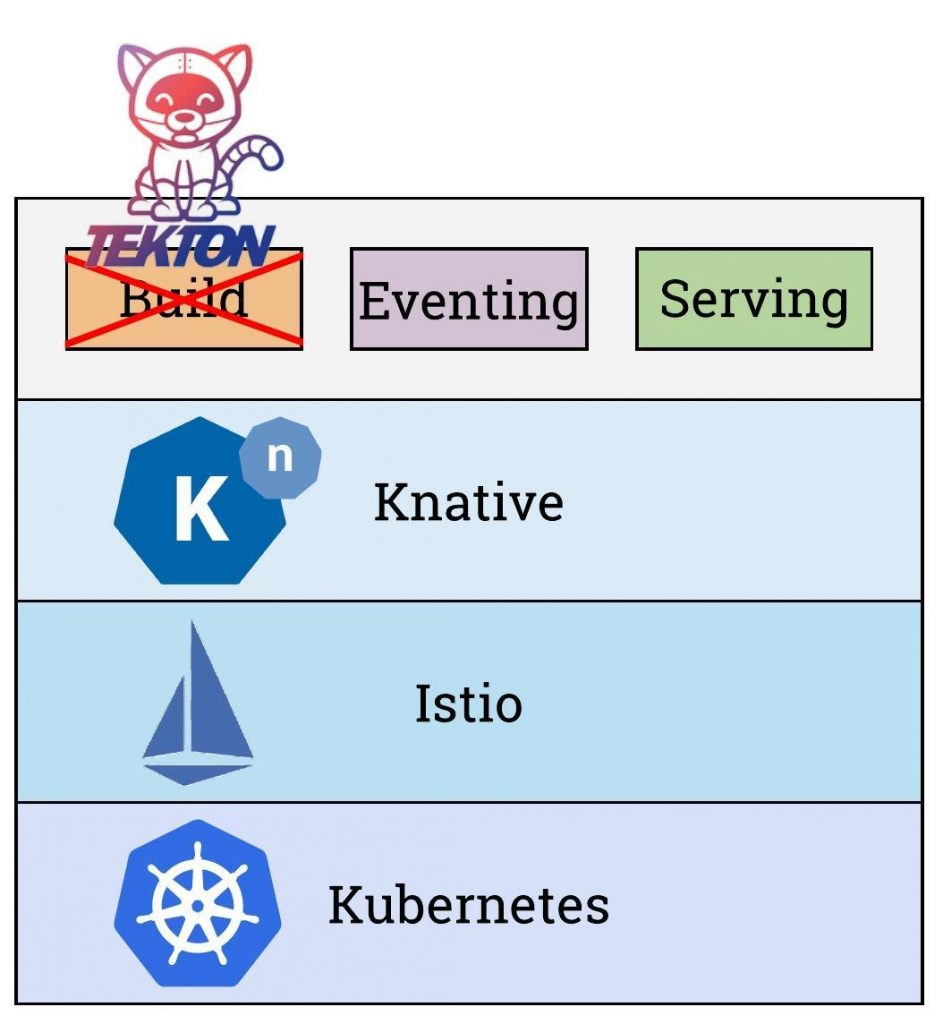 TEKTON
Build
Eventing
Serving
K
n
Knative
Istio
Kubernetes